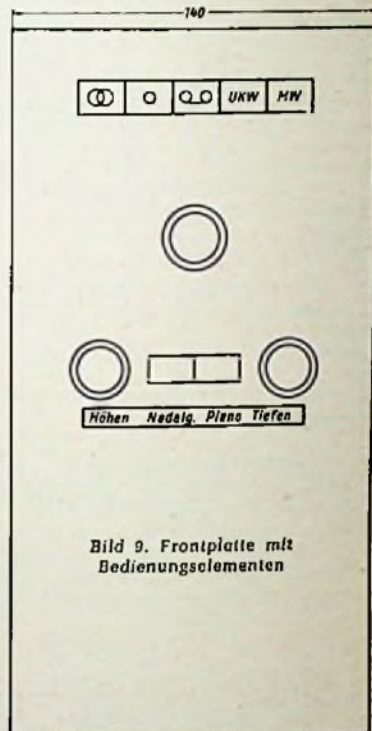 140
UKW MW
Höhen Nadelg. Piano Tiefen
Bild 9. Frontplatte mit
Bedienungselementen